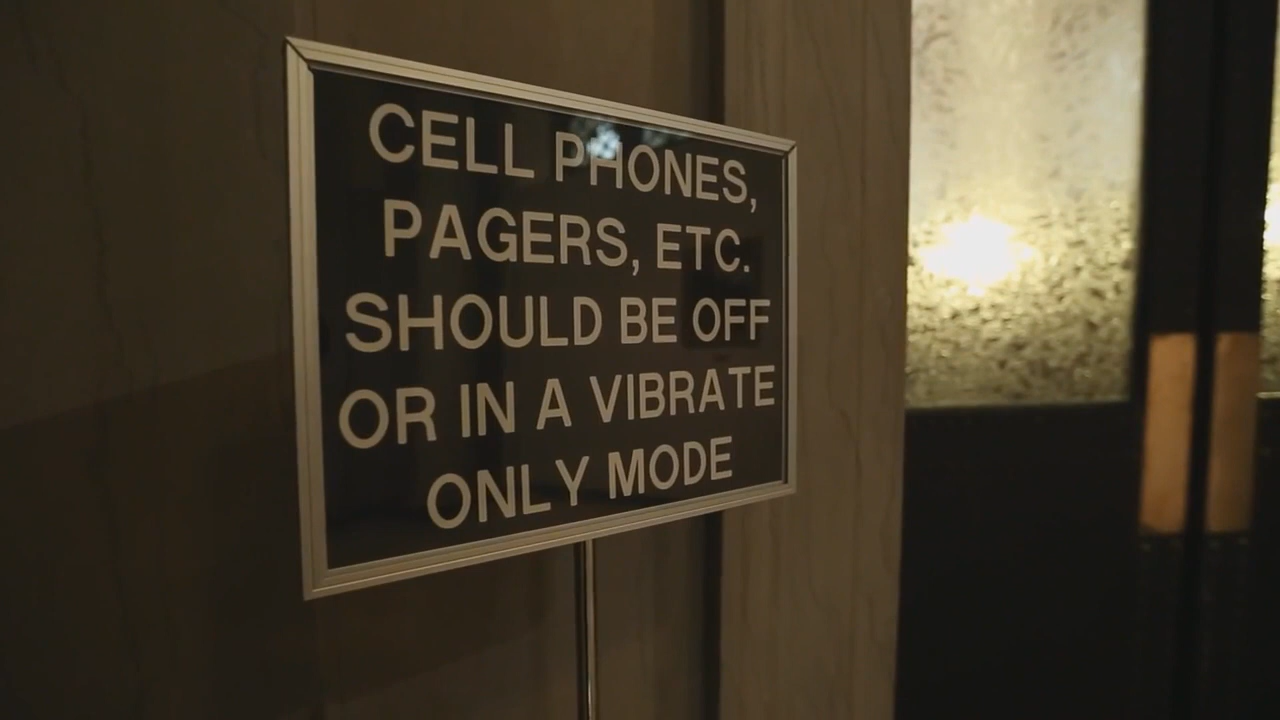 CELL PHONES,
PAGERS, ETC.
SHOULD BE OFF
OR IN A VIBRATE
ONLY MODE